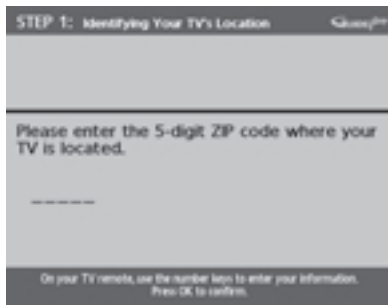 STEP 1: Identifying Your TV's Location
Please enter the 5-digit ZIP code where your
TV is located.
_ _ _ _ _
On your TV remote, use the number keys to enter your information.
Press OK to confirm.